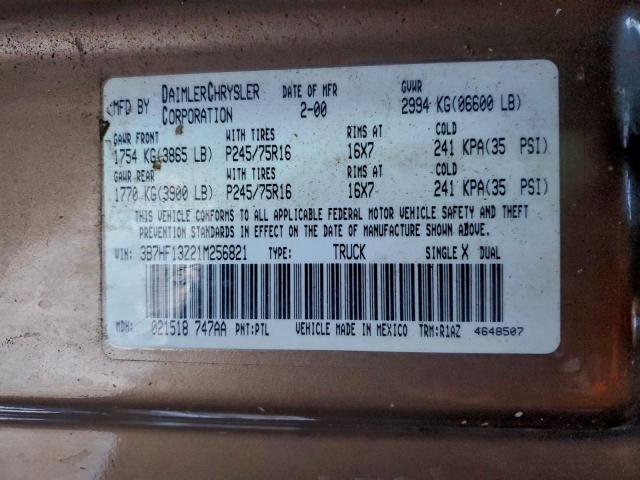 MFD BY DAIMLERCHRYSLER CORPORATION DATE OF MFR 2-00 GVWR 2994 KG(06600 LB)
GAWR FRONT WITH TIRES RIMS AT COLD
1754 KG(3865 LB) P245/75R16 16X7 241 KPA(35 PSI)
GAWR REAR WITH TIRES RIMS AT COLD
1770 KG(3900 LB) P245/75R16 16X7 241 KPA(35 PSI)
THIS VEHICLE CONFORMS TO ALL APPLICABLE FEDERAL MOTOR VEHICLE SAFETY AND THEFT
PREVENTION STANDARDS IN EFFECT ON THE DATE OF MANUFACTURE SHOWN ABOVE.
VIN: 3B7HF13Z21M256821 TYPE: TRUCK SINGLE X DUAL
MDH: 021518 747AA PNT:PTL VEHICLE MADE IN MEXICO TRM:R1AZ 4648507